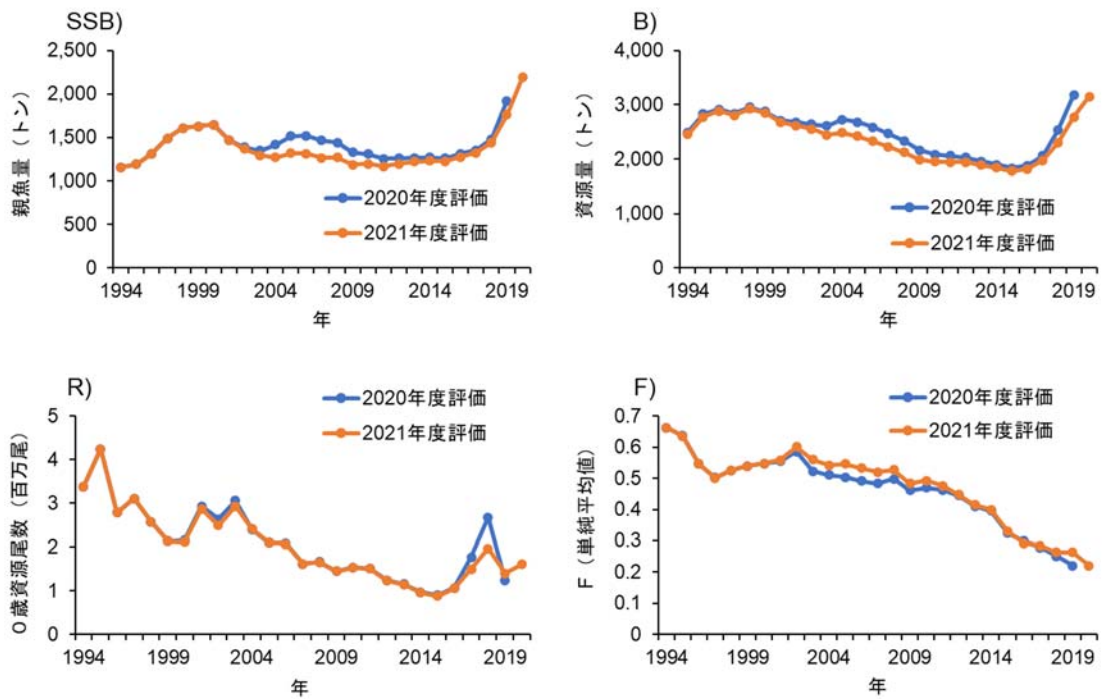 SSB)
2,500
2,000
1,500
1,000
500
0
親魚量（トン）
2020年度評価
2021年度評価
1994 1999 2004 2009 2014 2019
年
B)
4,000
3,000
2,000
1,000
0
資源量（トン）
2020年度評価
2021年度評価
1994 1999 2004 2009 2014 2019
年
R)
2020年度評価
2021年度評価
5
4
3
2
1
0
0歳資源尾数（百万尾）
1994 1999 2004 2009 2014 2019
年
F)
2020年度評価
2021年度評価
0.7
0.6
0.5
0.4
0.3
0.2
0.1
0
F（単純平均値）
1994 1999 2004 2009 2014 2019
年